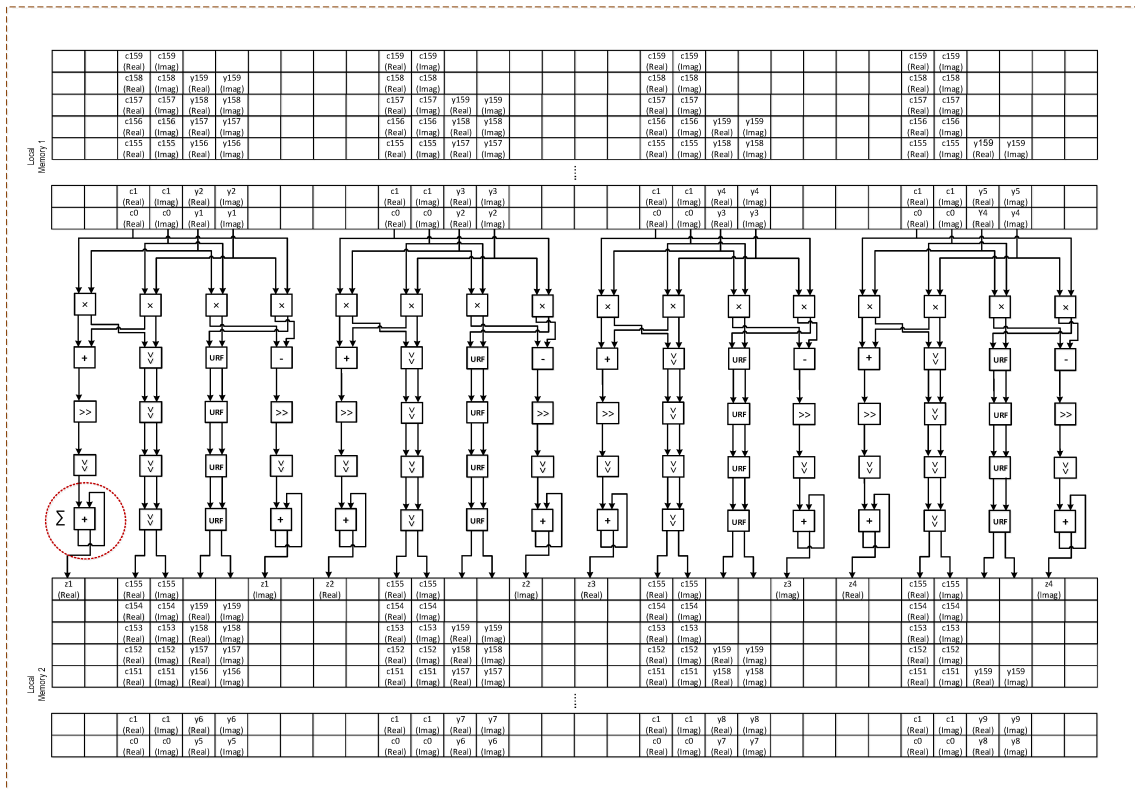 c159 c159 c159 c159 c159 c159 c159 c159
(Real) (Imag) (Real) (Imag) (Real) (Imag) (Real) (Imag)
c158 c158 y159 y159 c158 c158 c158 c158 c158 c158
(Real) (Imag) (Real) (Imag) (Real) (Imag) (Real) (Imag) (Real) (Imag)
c157 c157 y158 y158 c157 c157 y159 y159 c157 c157 c157 c157
(Real) (Imag) (Real) (Imag) (Real) (Imag) (Real) (Imag) (Real) (Imag) (Real) (Imag)
c156 c156 y157 y157 c156 c156 y158 y158 c156 c156 y159 y159 c156 c156
(Real) (Imag) (Real) (Imag) (Real) (Imag) (Real) (Imag) (Real) (Imag) (Real) (Imag) (Real) (Imag)
c155 c155 y156 y156 c155 c155 y157 y157 c155 c155 y158 y158 c155 c155 y159 y159
(Real) (Imag) (Real) (Imag) (Real) (Imag) (Real) (Imag) (Real) (Imag) (Real) (Imag) (Real) (Imag) (Real) (Imag)
Local
Memory 1
c1 c1 y2 y2 c1 c1 y3 y3 c1 c1 y4 y4 c1 c1 y5 y5
(Real) (Imag) (Real) (Imag) (Real) (Imag) (Real) (Imag) (Real) (Imag) (Real) (Imag) (Real) (Imag) (Real) (Imag)
c0 c0 y1 y1 c0 c0 y2 y2 c0 c0 y3 y3 c0 c0 Y4 y4
(Real) (Imag) (Real) (Imag) (Real) (Imag) (Real) (Imag) (Real) (Imag) (Real) (Imag) (Real) (Imag) (Real) (Imag)
× × × × × × × × × × × × × × × ×
+ >> URF - + >> URF - + >> URF - + >> URF -
>> >> URF >> >> >> URF >> >> >> URF >> >> >> URF >>
>> >> URF >> >> >> URF >> >> >> URF >> >> >> URF >>
Σ + >> URF + + >> URF + + >> URF + + >> URF +
z1 c155 c155 z1 z2 c155 c155 z2 z3 c155 c155 z3 z4 c155 c155 z4
(Real) (Real) (Imag) (Imag) (Real) (Real) (Imag) (Imag) (Real) (Real) (Imag) (Imag) (Real) (Real) (Imag) (Imag)
c154 c154 y159 y159 c154 c154 c154 c154 c154 c154
(Real) (Imag) (Real) (Imag) (Real) (Imag) (Real) (Imag) (Real) (Imag)
c153 c153 y158 y158 c153 c153 y159 y159 c153 c153 c153 c153
(Real) (Imag) (Real) (Imag) (Real) (Imag) (Real) (Imag) (Real) (Imag) (Real) (Imag)
c152 c152 y157 y157 c152 c152 y158 y158 c152 c152 y159 y159 c152 c152
(Real) (Imag) (Real) (Imag) (Real) (Imag) (Real) (Imag) (Real) (Imag) (Real) (Imag) (Real) (Imag)
c151 c151 y156 y156 c151 c151 y157 y157 c151 c151 y158 y158 c151 c151 y159 y159
(Real) (Imag) (Real) (Imag) (Real) (Imag) (Real) (Imag) (Real) (Imag) (Real) (Imag) (Real) (Imag) (Real) (Imag)
Local
Memory 2
c1 c1 y6 y6 c1 c1 y7 y7 c1 c1 y8 y8 c1 c1 y9 y9
(Real) (Imag) (Real) (Imag) (Real) (Imag) (Real) (Imag) (Real) (Imag) (Real) (Imag) (Real) (Imag) (Real) (Imag)
c0 c0 y5 y5 c0 c0 y6 y6 c0 c0 y7 y7 c0 c0 y8 y8
(Real) (Imag) (Real) (Imag) (Real) (Imag) (Real) (Imag) (Real) (Imag) (Real) (Imag) (Real) (Imag) (Real) (Imag)